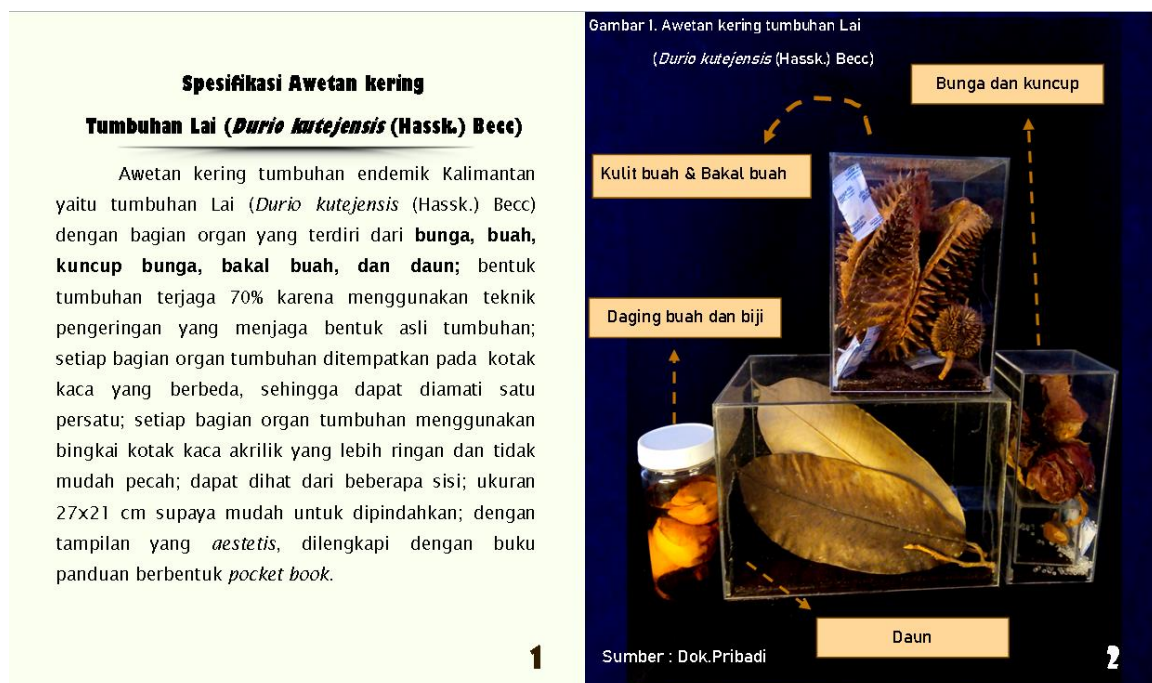 Spesifikasi Awetan kering
Tumbuhan Lai (Durio kutejensis (Hassk.) Becc)
Awetan kering tumbuhan endemik Kalimantan
yaitu tumbuhan Lai (Durio kutejensis (Hassk.) Becc)
dengan bagian organ yang terdiri dari bunga, buah,
kuncup bunga, bakal buah, dan daun; bentuk
tumbuhan terjaga 70% karena menggunakan teknik
pengeringan yang menjaga bentuk asli tumbuhan;
setiap bagian organ tumbuhan ditempatkan pada kotak
kaca yang berbeda, sehingga dapat diamati satu
persatu; setiap bagian organ tumbuhan menggunakan
bingkai kotak kaca akrilik yang lebih ringan dan tidak
mudah pecah; dapat dihat dari beberapa sisi; ukuran
27x21 cm supaya mudah untuk dipindahkan; dengan
tampilan yang aestetis, dilengkapi dengan buku
panduan berbentuk pocket book.
1
Gambar 1. Awetan kering tumbuhan Lai
(Durio kutejensis (Hassk.) Becc)
Bunga dan kuncup
Kulit buah & Bakal buah
Daging buah dan biji
Daun
Sumber : Dok.Pribadi
2